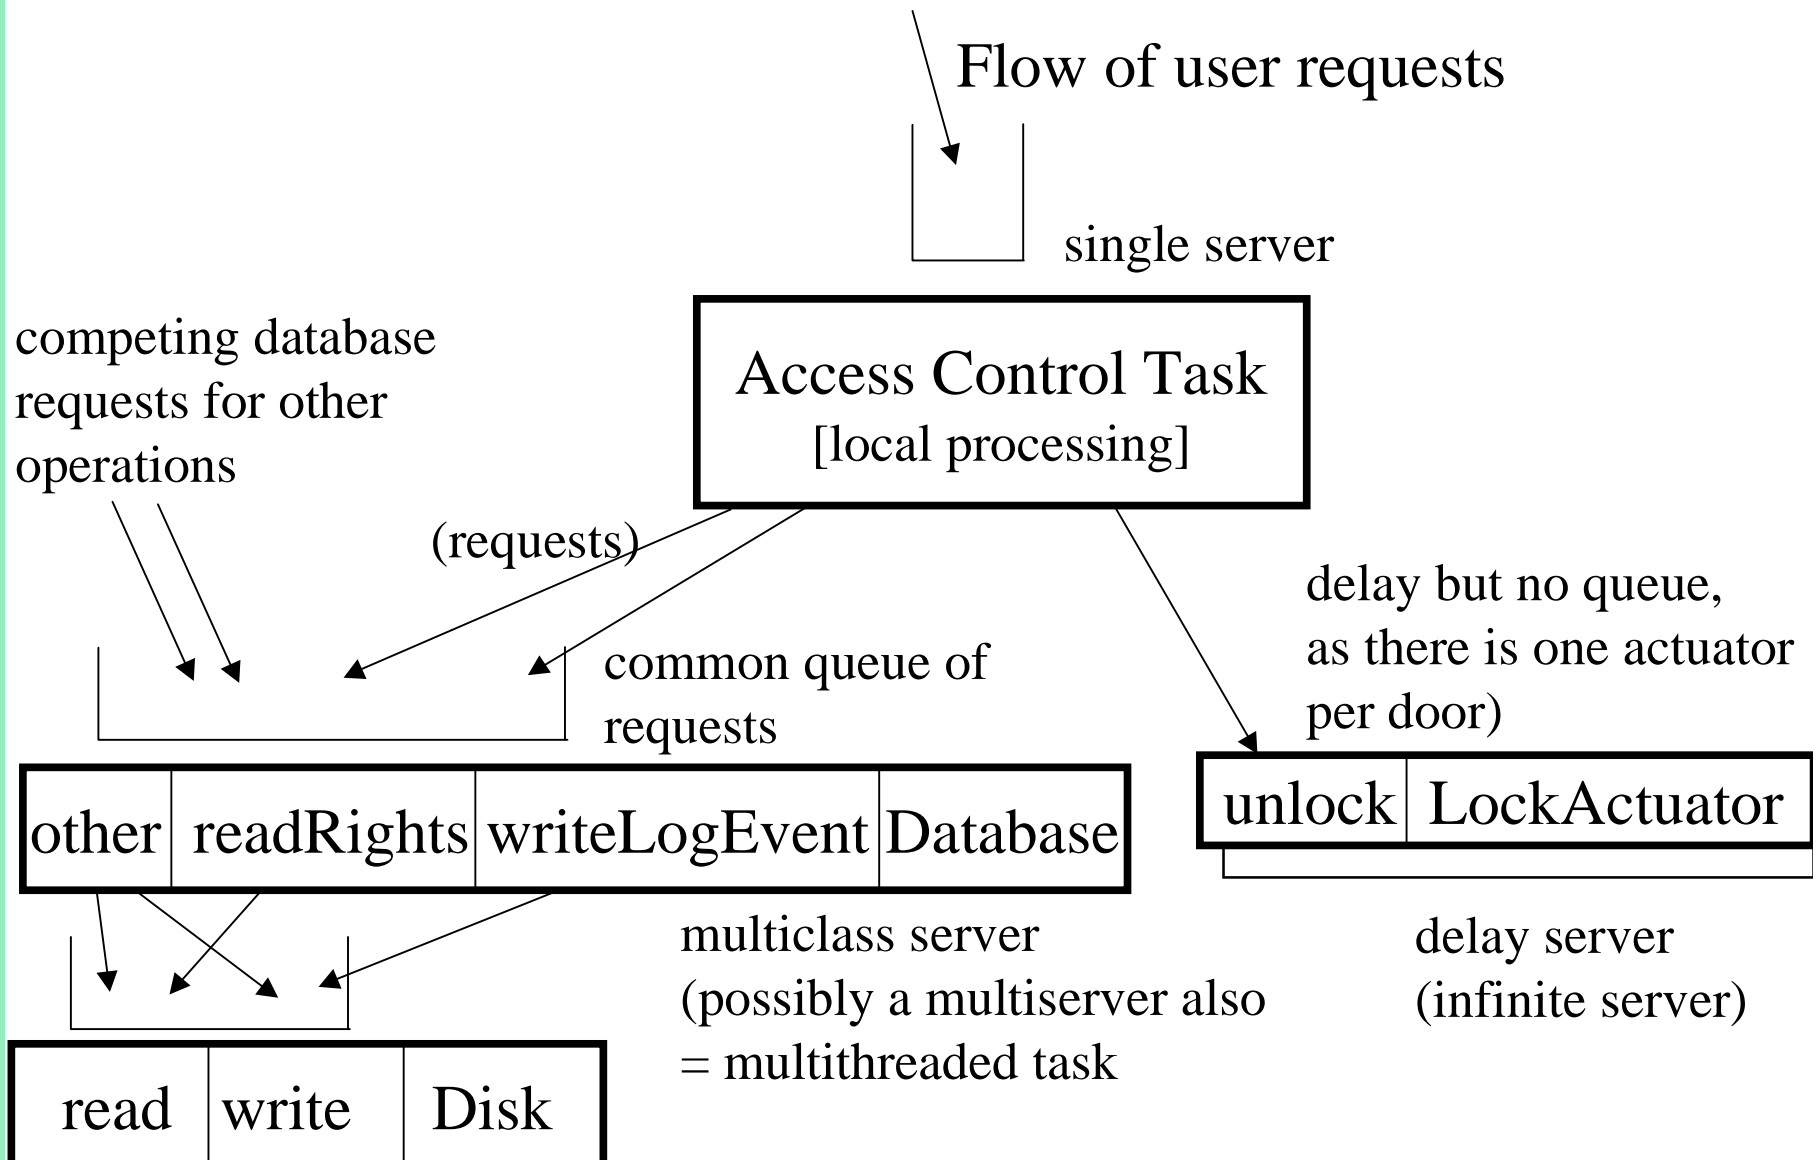 Flow of user requests
single server
competing database
requests for other
operations
Access Control Task
[local processing]
(requests)
delay but no queue,
as there is one actuator
per door)
common queue of
requests
other readRights writeLogEvent Database
unlock LockActuator
multiclass server
(possibly a multiserver also
= multithreaded task
delay server
(infinite server)
read write Disk